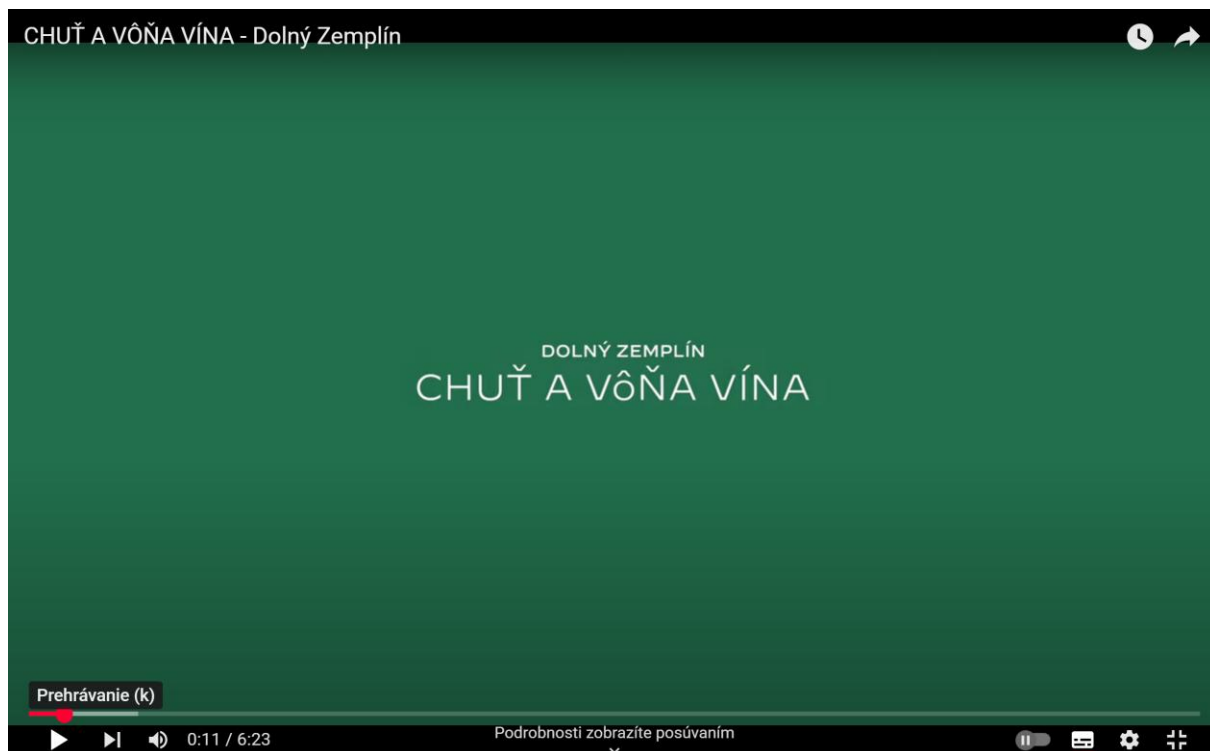 CHUŤ A VÔŇA VÍNA - Dolný Zemplín
DOLNÝ ZEMPLÍN
CHUŤ A VôŇA VÍNA
Prehrávanie (k)
0:11 / 6:23
Podrobnosti zobrazíte posúvaním